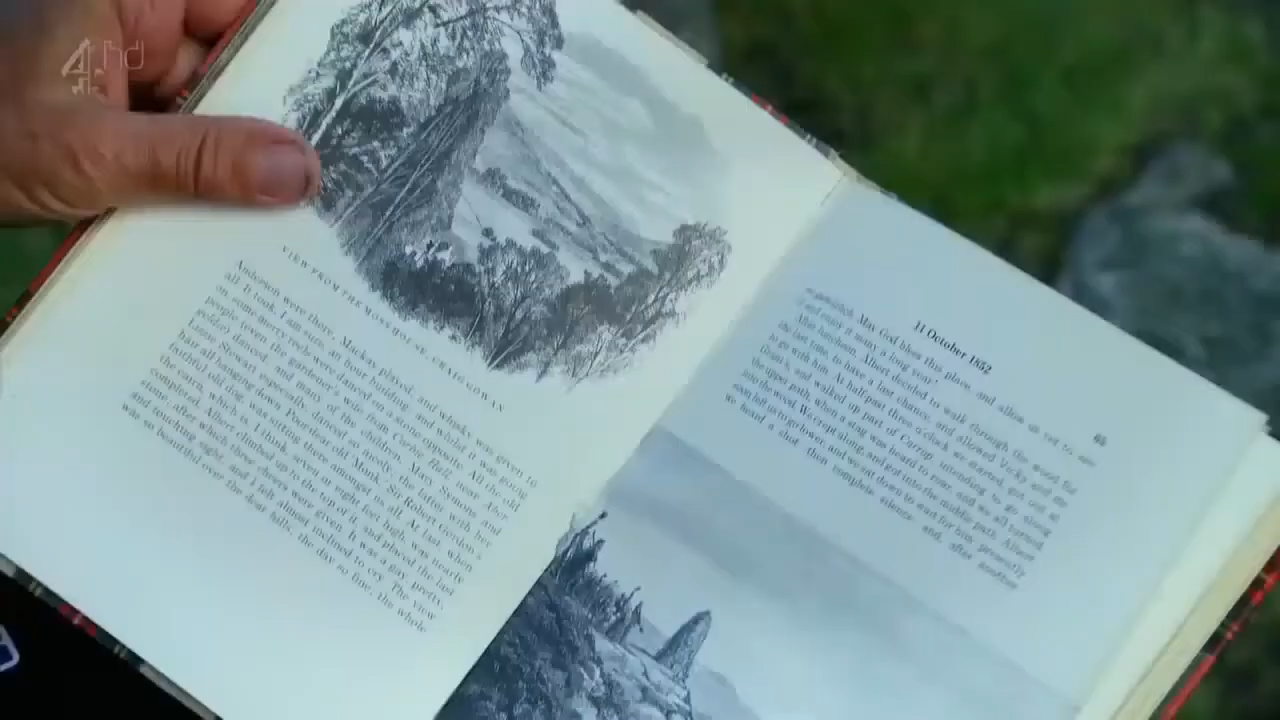 4hd
VIEW FROM THE MOSS HOUSE, CRAIG GOWAN
Anderson were there. Mackay played, and whisky was given to
all. It took, I am sure, an hour building; and whilst it was going
on, some merry reels were danced on a stone opposite. All the old
people (even the gardener's wife from Corbie Hall, near Aber-
geldie) danced; and many of the children, Mary Symons and
Lizzie Stewart especially, danced so nicely; the latter with her
hair all hanging down. Poor dear old Monk, Sir Robert Gordon's
faithful old dog, was sitting there amongst us all. At last, when
the cairn, which is, I think, seven or eight feet high, was nearly
completed, Albert climbed up to the top of it, and placed the last
stone; after which three cheers were given. It was a gay, pretty,
and touching sight; and I felt almost inclined to cry. The view
was so beautiful over the dear hills; the day so fine; the whole
65
11 October 1852
May God bless this place, and allow us yet to see
it and enjoy it many a long year!
After luncheon, Albert decided to walk through the wood for
the last time, to have a last chance, and allowed Vicky and me
to go with him. At half-past three o'clock we started, got out at
Grant's, and walked up part of Carrop, intending to go along
the upper path, when a stag was heard to roar, and we all turned
into the wood. We crept along, and got into the middle path. Albert
soon left us to go lower, and we sat down to wait for him; presently
we heard a shot then complete silence and, after another